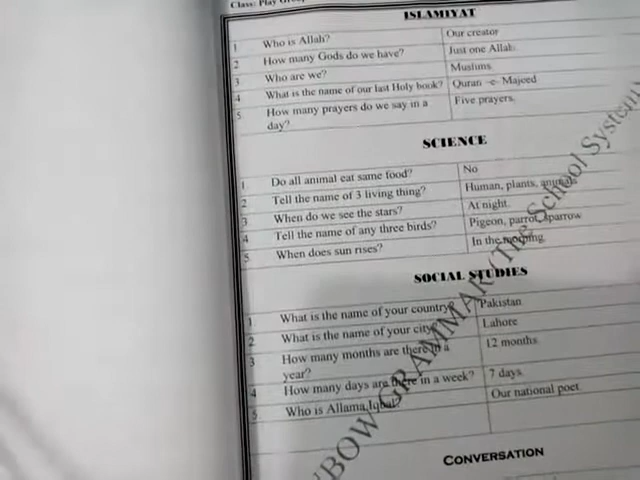 Class: Play Group
ISLAMIYAT
1 Who is Allah? Our creator
2 How many Gods do we have? Just one Allah.
3 Who are we? Muslims.
4 What is the name of our last Holy book? Quran -e- Majeed
5 How many prayers do we say in a Five prayers.
day?
SCIENCE
1 Do all animal eat same food? No
2 Tell the name of 3 living thing? Human, plants, animals
3 When do we see the stars? At night.
4 Tell the name of any three birds? Pigeon, parrot, sparrow
5 When does sun rises? In the morning.
SOCIAL STUDIES
1 What is the name of your country? Pakistan
2 What is the name of your city? Lahore
3 How many months are there in a 12 months
year?
4 How many days are there in a week? 7 days
5 Who is Allama Iqbal? Our national poet
CONVERSATION
BOW GRAMMAR (The School System)